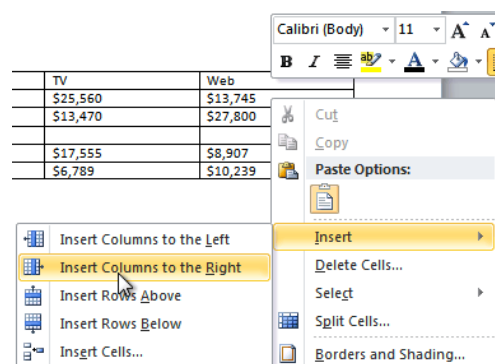 Calibri (Body) 11 A A
B I ab A
TV Web
$25,560 $13,745
$13,470 $27,800
$17,555 $8,907
$6,789 $10,239
Cut
Copy
Paste Options:
Insert
Delete Cells...
Select
Split Cells...
Borders and Shading...
Insert Columns to the Left
Insert Columns to the Right
Insert Rows Above
Insert Rows Below
Insert Cells...